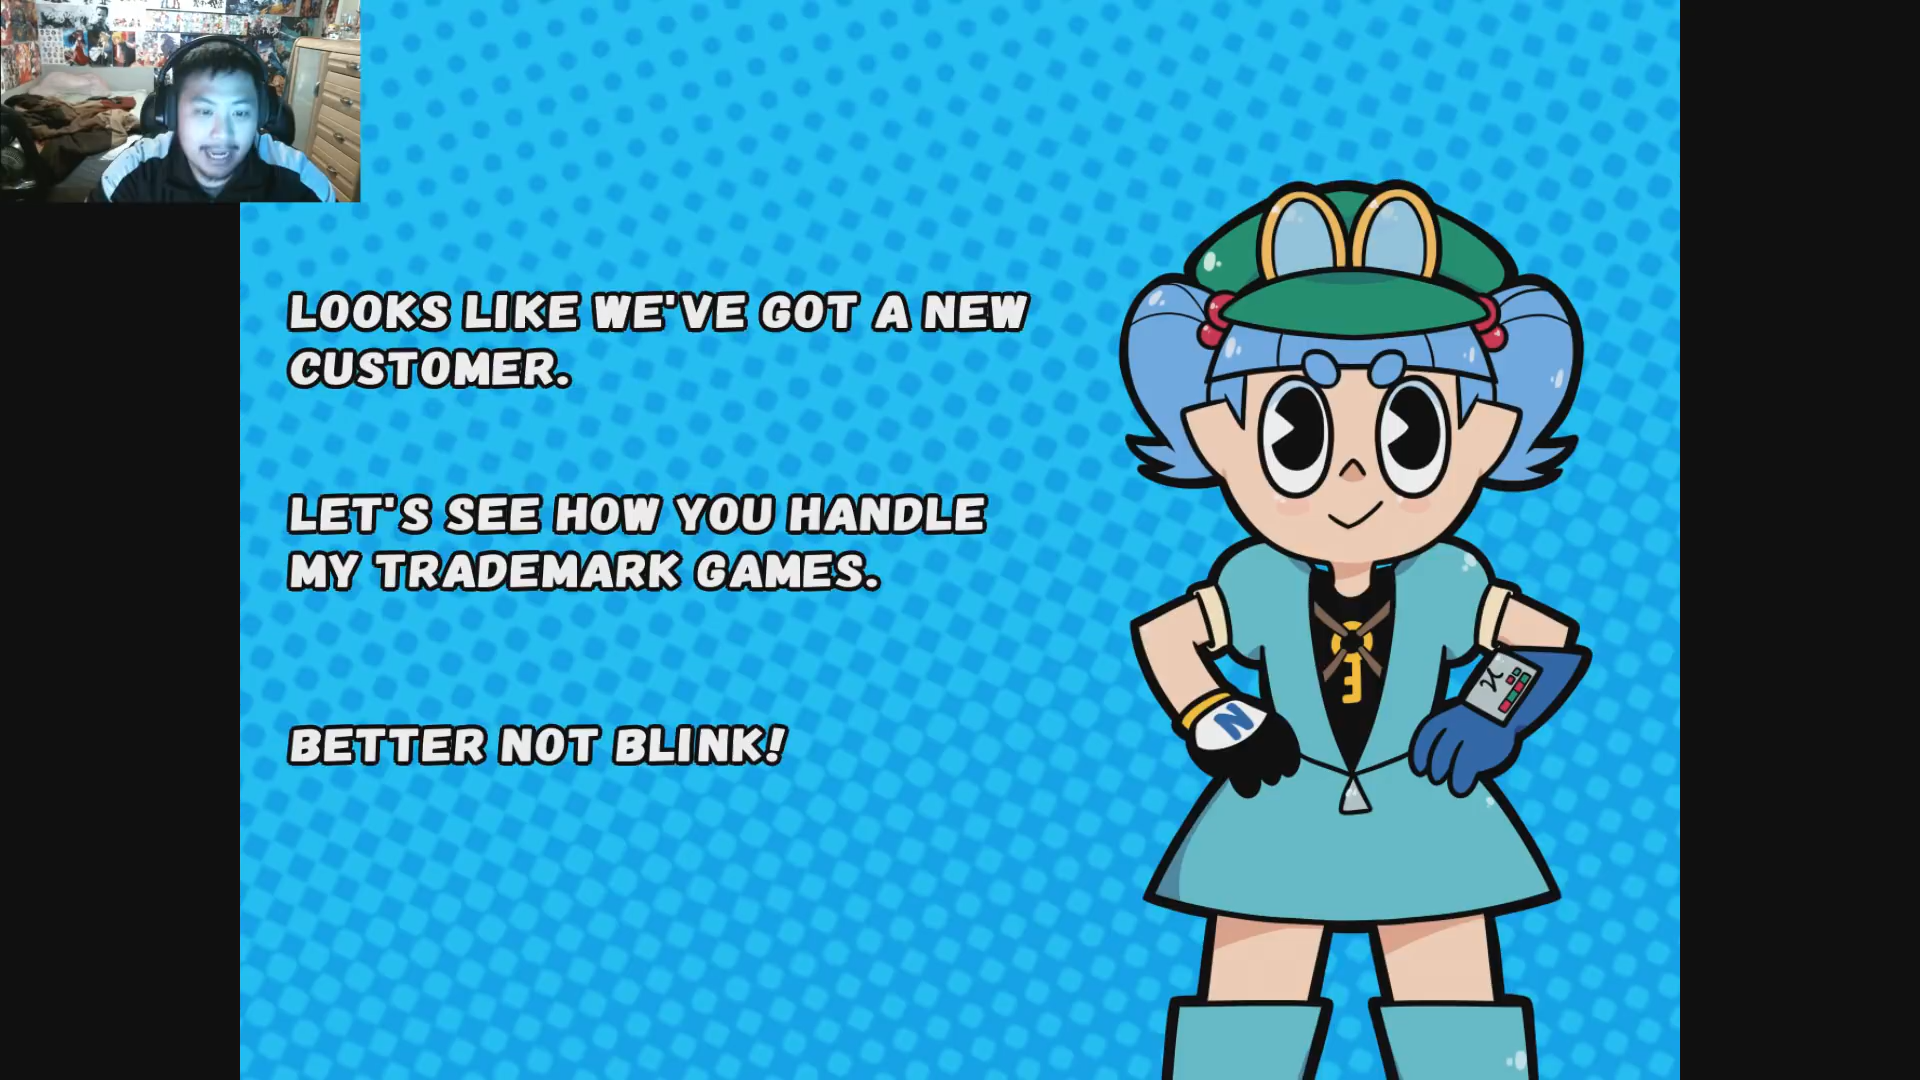 LOOKS LIKE WE'VE GOT A NEW
CUSTOMER.
LET'S SEE HOW YOU HANDLE
MY TRADEMARK GAMES.
BETTER NOT BLINK!
N